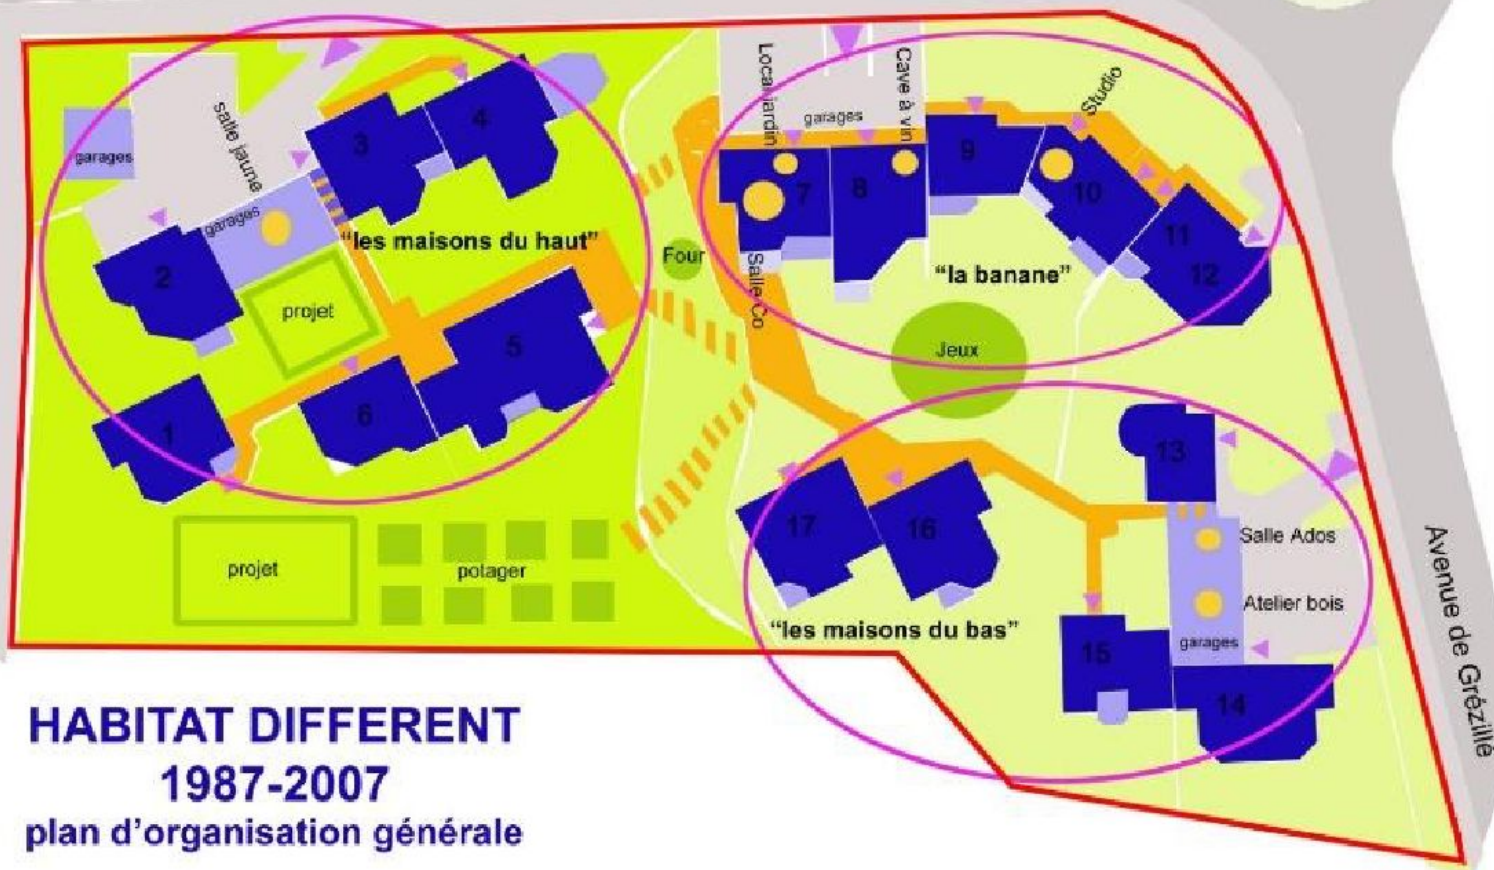 garages
salle jaune
garages
3
4
2
"les maisons du haut"
projet
5
6
1
projet
potager
Four
Local jardin
garages
Cave à vin
Studio
7
8
9
10
11
12
Salle Co
"la banane"
Jeux
13
17
16
Salle Ados
Atelier bois
garages
"les maisons du bas"
15
14
Avenue de Grézillé
HABITAT DIFFERENT
1987-2007
plan d'organisation générale